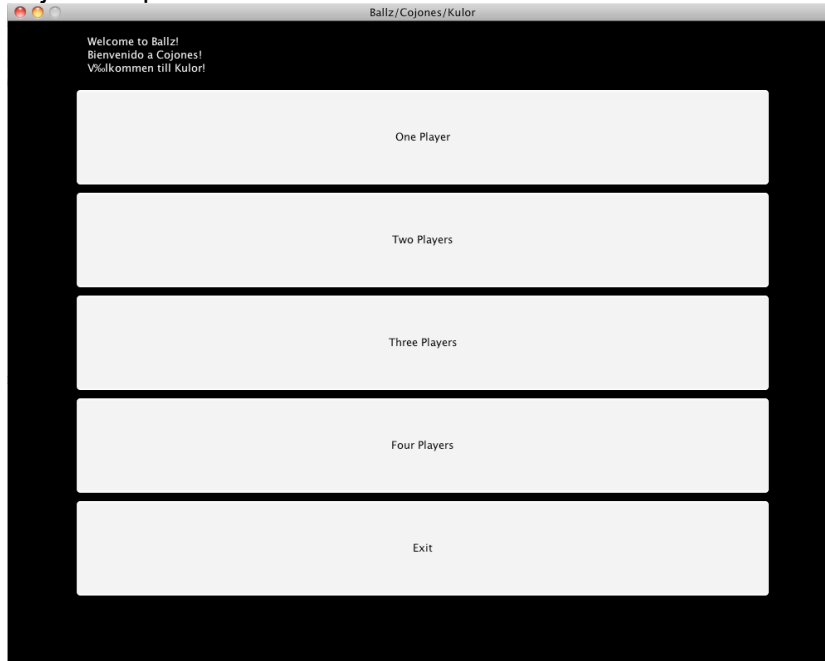 Ballz/Cojones/Kulor
Welcome to Ballz!
Bienvenido a Cojones!
V‰lkommen till Kulor!
One Player
Two Players
Three Players
Four Players
Exit